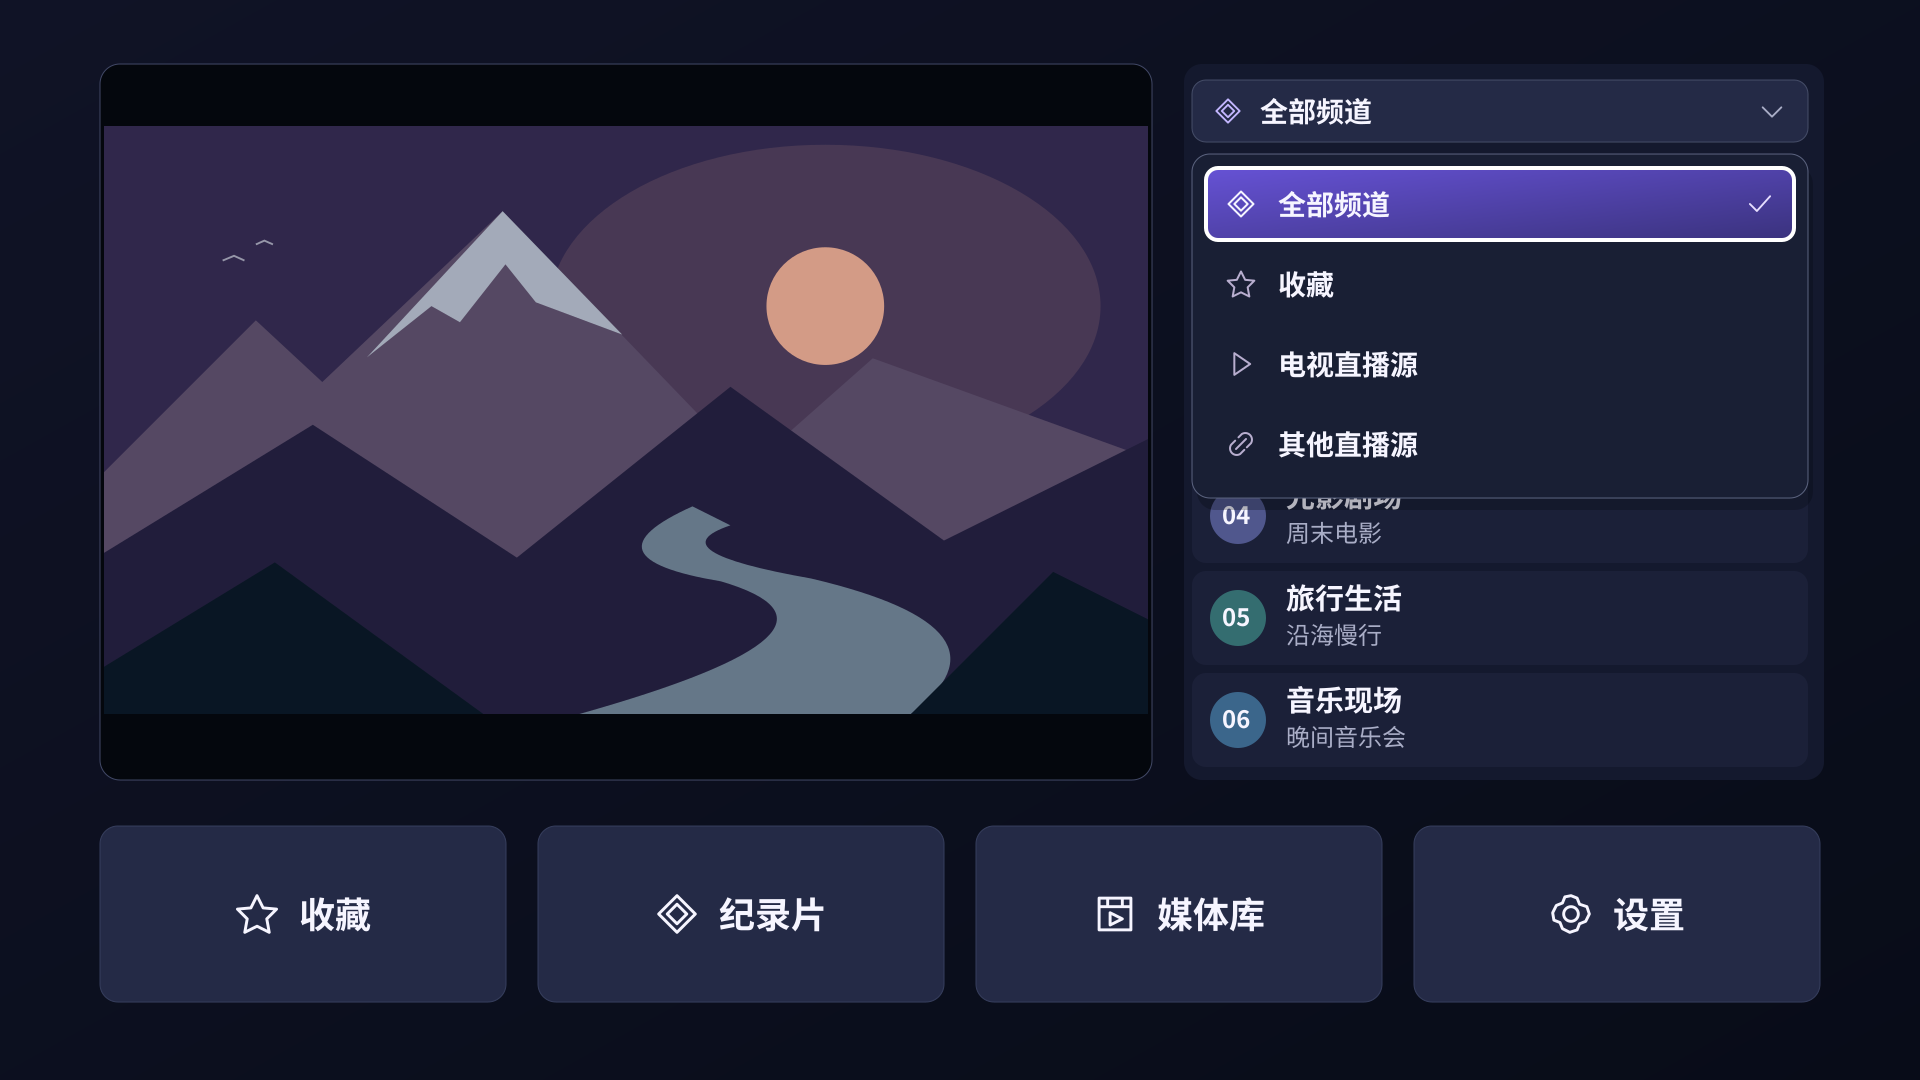 全部频道
全部频道
收藏
电视直播源
其他直播源
04
周末电影
05
旅行生活
沿海慢行
06
音乐现场
晚间音乐会
收藏
纪录片
媒体库
设置